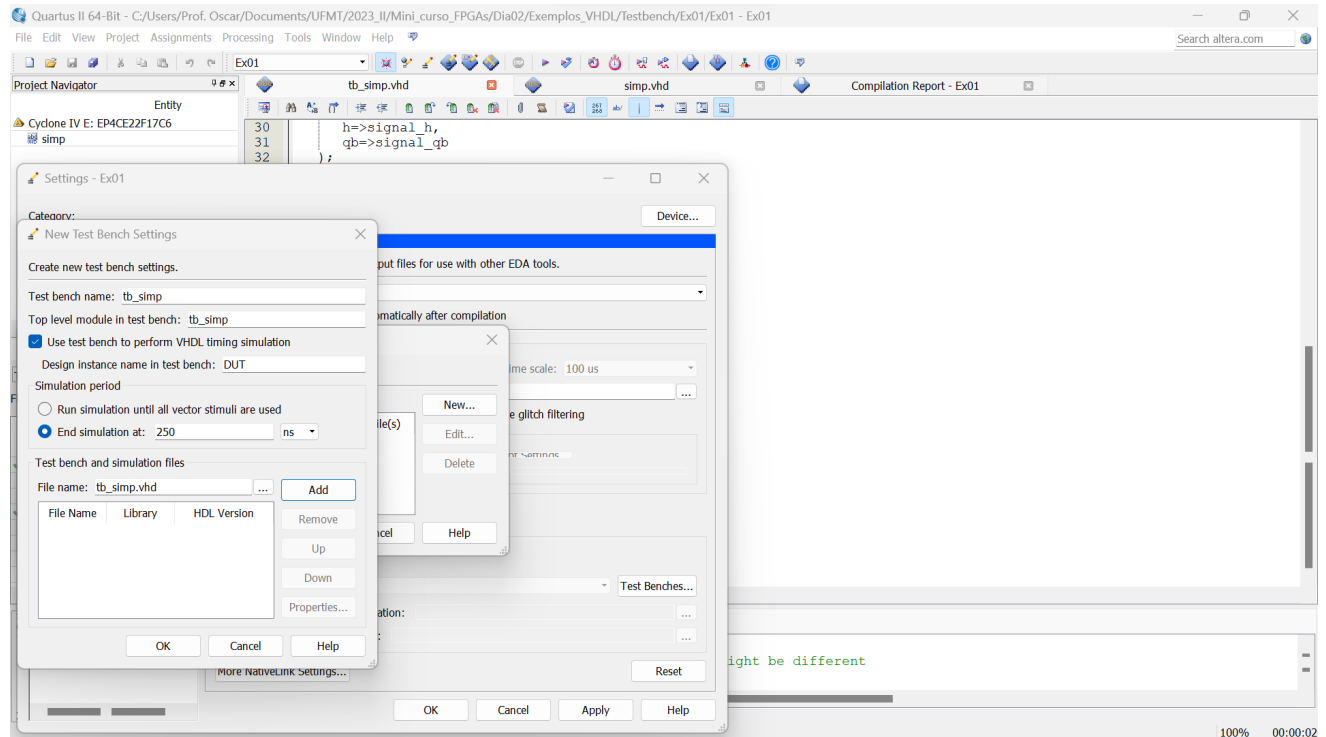 Quartus II 64-Bit - C:/Users/Prof. Oscar/Documents/UFMT/2023_II/Mini_curso_FPGAs/Dia02/Exemplos_VHDL/Testbench/Ex01/Ex01 - Ex01
File Edit View Project Assignments Processing Tools Window Help
Search altera.com
Ex01
Project Navigator
tb_simp.vhd
simp.vhd
Compilation Report - Ex01
Entity
Cyclone IV E: EP4CE22F17C6
simp
267
268
ab/
30 h=>signal_h,
31 qb=>signal_qb
32 );
Settings - Ex01
Category:
Device...
New Test Bench Settings
Create new test bench settings.
put files for use with other EDA tools.
Test bench name: tb_simp
Top level module in test bench: tb_simp
omatically after compilation
Use test bench to perform VHDL timing simulation
Design instance name in test bench: DUT
ime scale: 100 us
...
Simulation period
Run simulation until all vector stimuli are used
New...
e glitch filtering
End simulation at: 250 ns
ile(s)
Edit...
Delete
Test bench and simulation files
File name: tb_simp.vhd ... Add
File Name Library HDL Version
Remove
Up
Down
Properties...
ncel
Help
Test Benches...
ation:
...
:
...
OK Cancel Help
ight be different
More NativeLink Settings...
Reset
OK Cancel Apply Help
100% 00:00:02